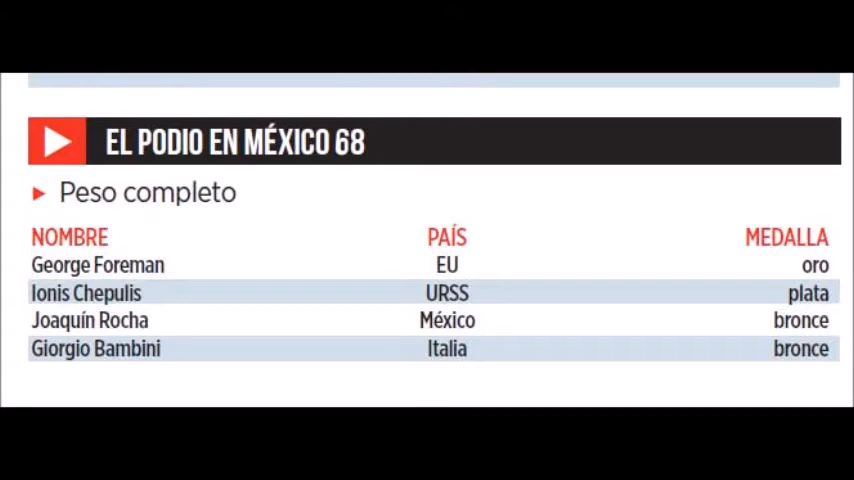 EL PODIO EN MÉXICO 68
Peso completo
NOMBRE PAÍS MEDALLA
George Foreman EU oro
Ionis Chepulis URSS plata
Joaquín Rocha México bronce
Giorgio Bambini Italia bronce